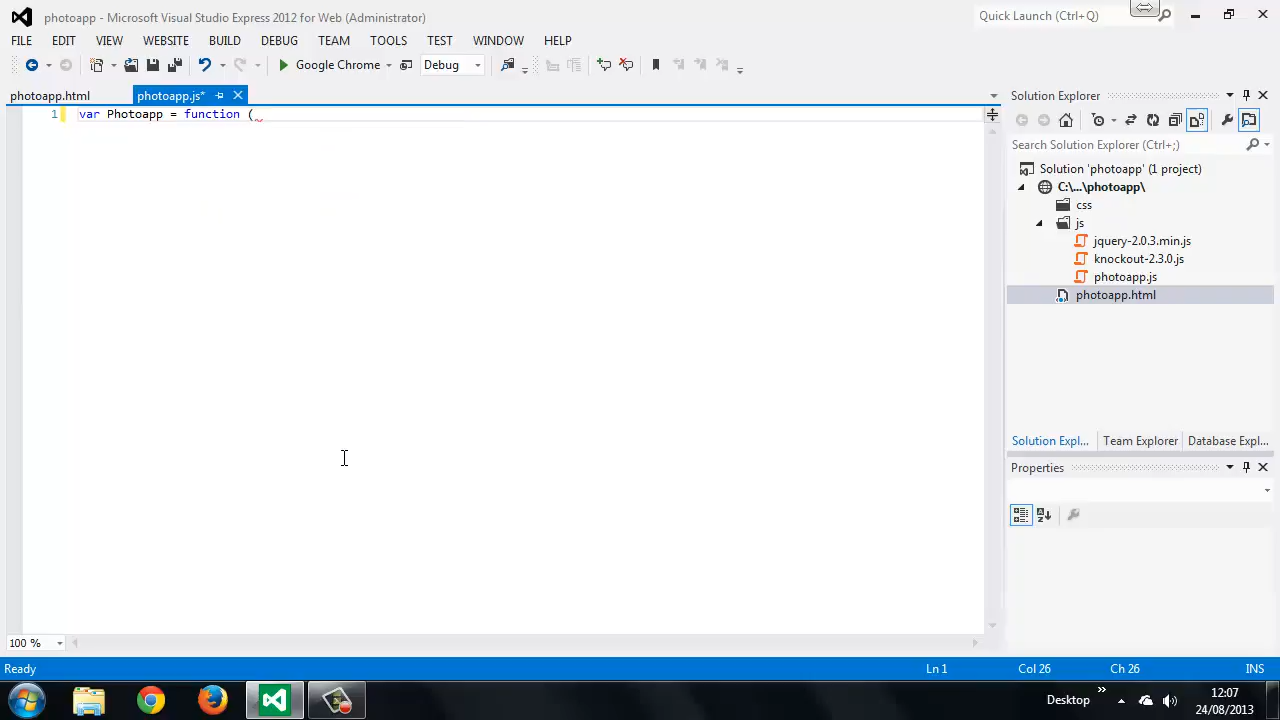 photoapp - Microsoft Visual Studio Express 2012 for Web (Administrator)
Quick Launch (Ctrl+Q)
FILE EDIT VIEW WEBSITE BUILD DEBUG TEAM TOOLS TEST WINDOW HELP
Google Chrome Debug
photoapp.html photoapp.js*
1 var Photoapp = function (
Solution Explorer
Search Solution Explorer (Ctrl+;)
Solution 'photoapp' (1 project)
C:\...\photoapp\
css
js
jquery-2.0.3.min.js
knockout-2.3.0.js
photoapp.js
photoapp.html
Solution Expl... Team Explorer Database Expl...
Properties
100 %
Ready Ln 1 Col 26 Ch 26 INS
Desktop
12:07
24/08/2013